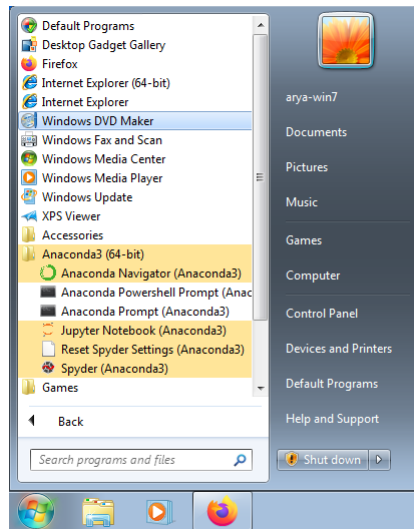 Default Programs
Desktop Gadget Gallery
Firefox
Internet Explorer (64-bit)
Internet Explorer
Windows DVD Maker
Windows Fax and Scan
Windows Media Center
Windows Media Player
Windows Update
XPS Viewer
Accessories
Anaconda3 (64-bit)
Anaconda Navigator (Anaconda3)
Anaconda Powershell Prompt (Anac
Anaconda Prompt (Anaconda3)
Jupyter Notebook (Anaconda3)
Reset Spyder Settings (Anaconda3)
Spyder (Anaconda3)
Games
Back
Search programs and files
arya-win7
Documents
Pictures
Music
Games
Computer
Control Panel
Devices and Printers
Default Programs
Help and Support
Shut down